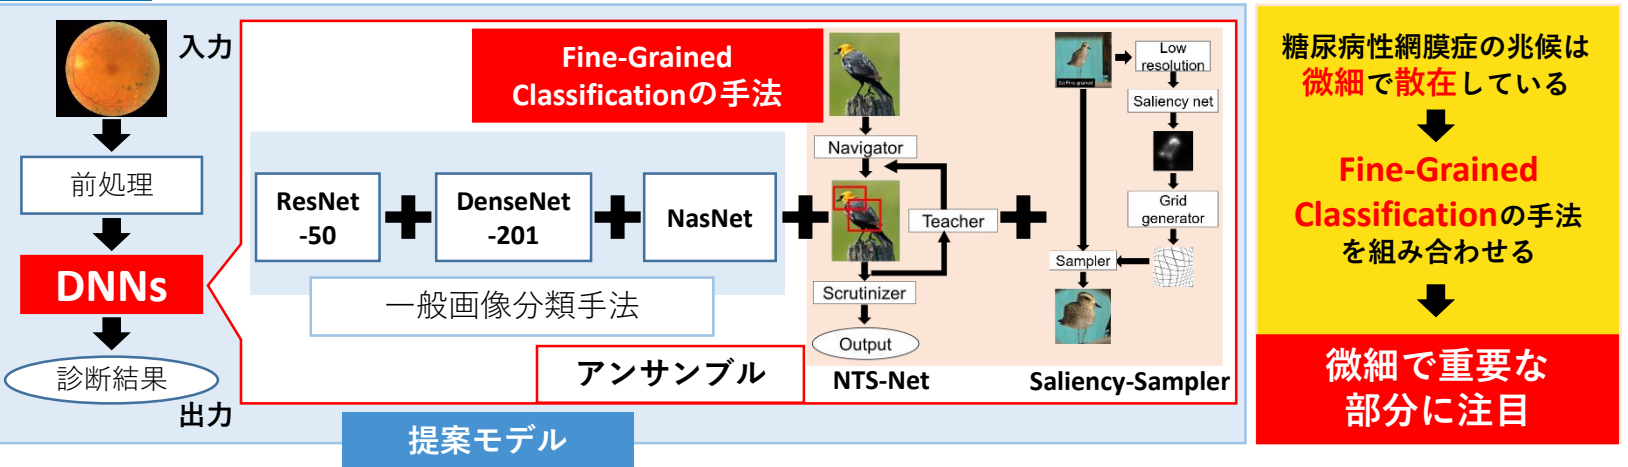 入力
前処理
DNNs
診断結果
出力
Fine-Grained
Classificationの手法
ResNet
-50
DenseNet
-201
NasNet
一般画像分類手法
アンサンブル
Navigator
Teacher
Scrutinizer
Output
NTS-Net
Low
resolution
Saliency net
Grid
generator
Sampler
Saliency-Sampler
提案モデル
糖尿病性網膜症の兆候は
微細で散在している
Fine-Grained
Classificationの手法
を組み合わせる
微細で重要な
部分に注目